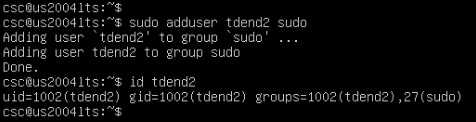 csc@us2004lts:~$
csc@us2004lts:~$ sudo adduser tdend2 sudo
Adding user `tdend2' to group `sudo' ...
Adding user tdend2 to group sudo
Done.
csc@us2004lts:~$ id tdend2
uid=1002(tdend2) gid=1002(tdend2) groups=1002(tdend2),27(sudo)
csc@us2004lts:~$